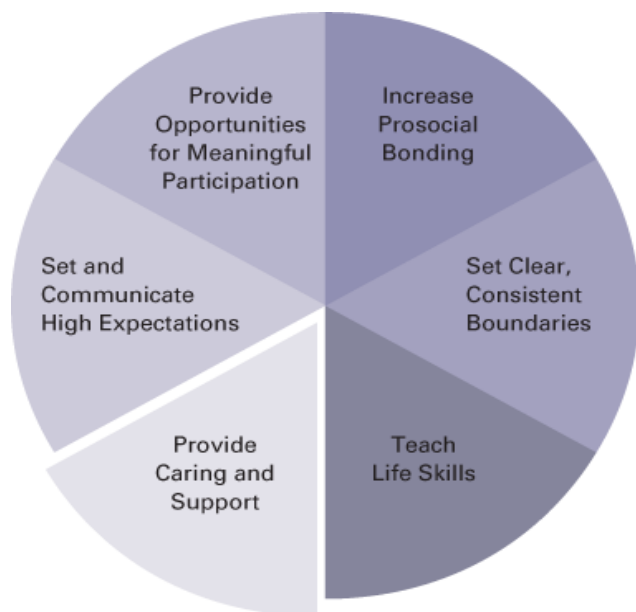 Provide
Opportunities
for Meaningful
Participation
Increase
Prosocial
Bonding
Set and
Communicate
High Expectations
Set Clear,
Consistent
Boundaries
Provide
Caring and
Support
Teach
Life Skills